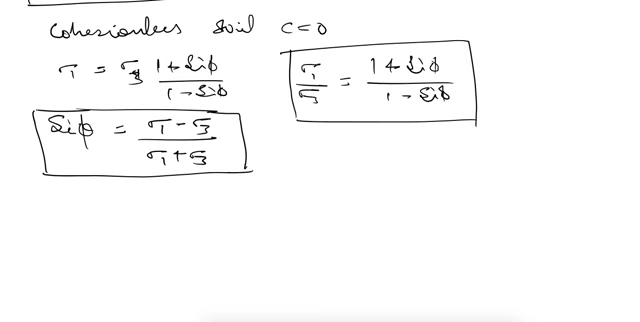 Cohesionless soil C=0
σ1 = σ3 (1+Sinϕ)/(1-Sinϕ)
σ1/σ3 = (1+Sinϕ)/(1-Sinϕ)
Sinϕ = (σ1-σ3)/(σ1+σ3)